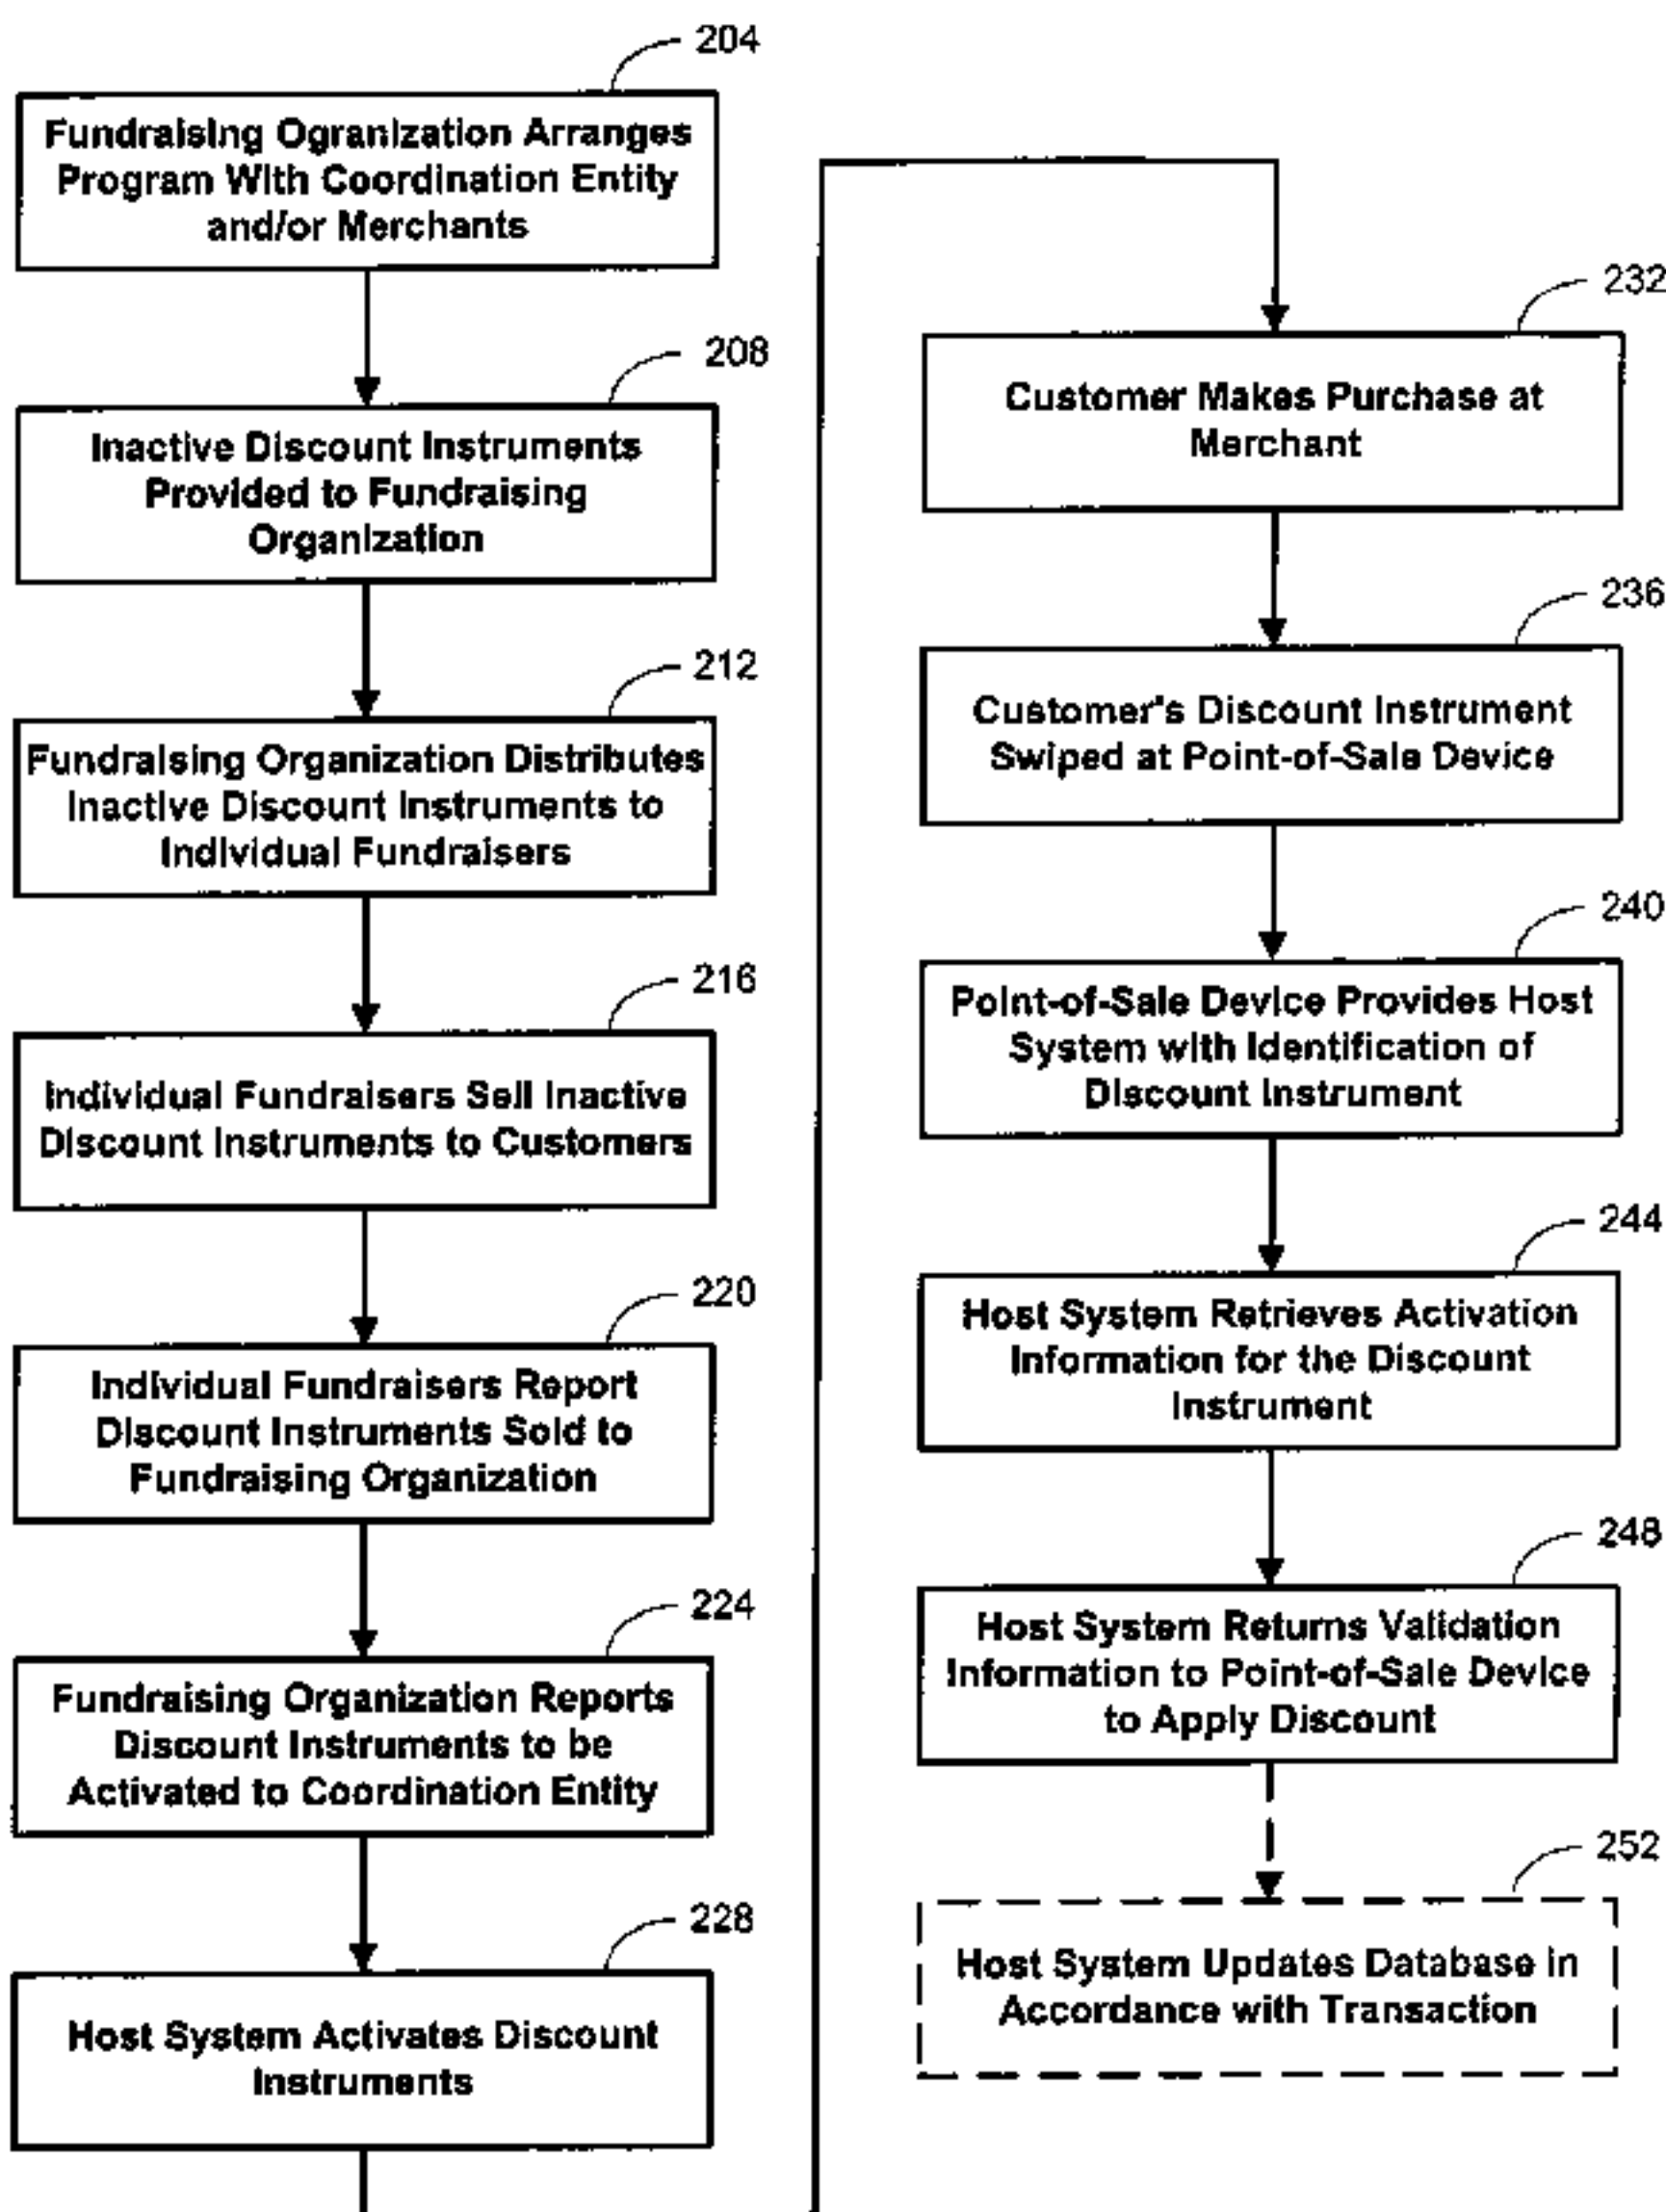 204
Fundraising Ogranization Arranges
Program With Coordination Entity
and/or Merchants
208
Inactive Discount Instruments
Provided to Fundraising
Organization
212
Fundraising Organization Distributes
Inactive Discount Instruments to
Individual Fundraisers
216
Individual Fundraisers Sell Inactive
Discount Instruments to Customers
220
Individual Fundraisers Report
Discount Instruments Sold to
Fundraising Organization
224
Fundraising Organization Reports
Discount Instruments to be
Activated to Coordination Entity
228
Host System Activates Discount
Instruments
232
Customer Makes Purchase at
Merchant
236
Customer's Discount Instrument
Swiped at Point-of-Sale Device
240
Point-of-Sale Device Provides Host
System with Identification of
Discount Instrument
244
Host System Retrieves Activation
Information for the Discount
Instrument
248
Host System Returns Validation
Information to Point-of-Sale Device
to Apply Discount
252
Host System Updates Database in
Accordance with Transaction